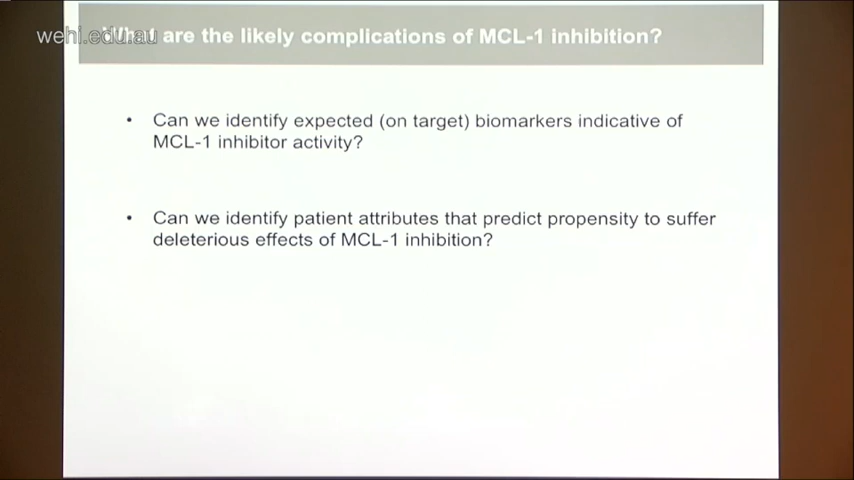 wehi.edu.au
What are the likely complications of MCL-1 inhibition?
• Can we identify expected (on target) biomarkers indicative of
MCL-1 inhibitor activity?
• Can we identify patient attributes that predict propensity to suffer
deleterious effects of MCL-1 inhibition?